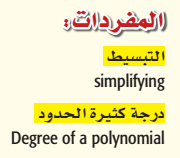 المفردات:
التبسيط
simplifying
درجة كثيرة الحدود
Degree of a polynomial